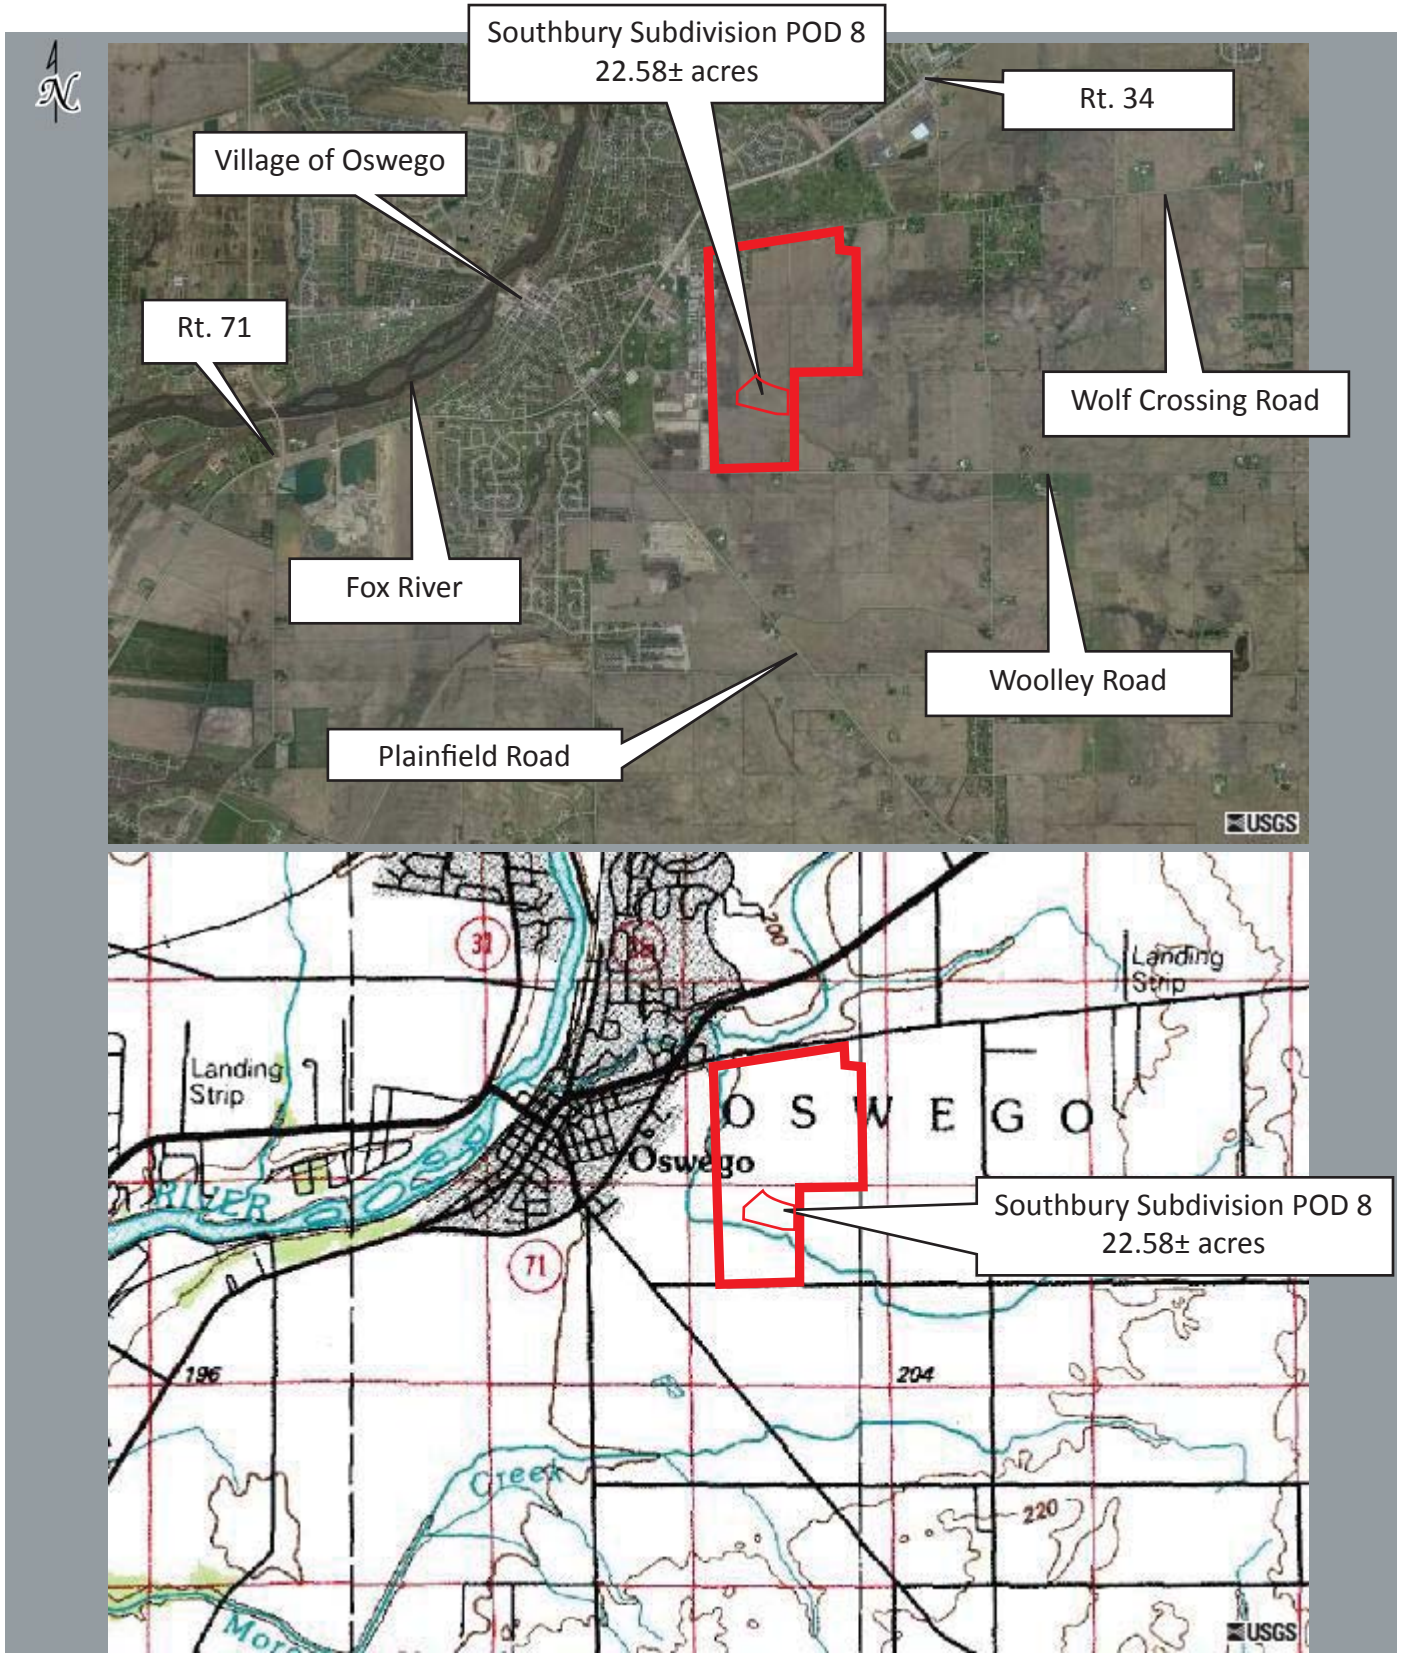 N
Southbury Subdivision POD 8
22.58± acres
Rt. 34
Village of Oswego
Rt. 71
Wolf Crossing Road
Fox River
Woolley Road
Plainfield Road
USGS
31
200
Landing
Strip
Landing
Strip
OSWEGO
Oswego
RIVER
Southbury Subdivision POD 8
22.58± acres
71
196
204
Creek
220
USGS